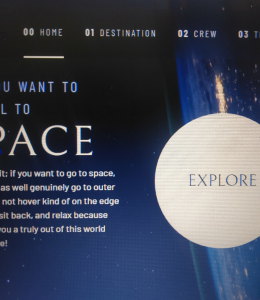 00 HOME 01 DESTINATION 02 CREW 03
OU WANT TO
L TO
PACE
it; if you want to go to space,
as well genuinely go to outer
not hover kind of on the edge
sit back, and relax because
you a truly out of this world
e!
EXPLORE